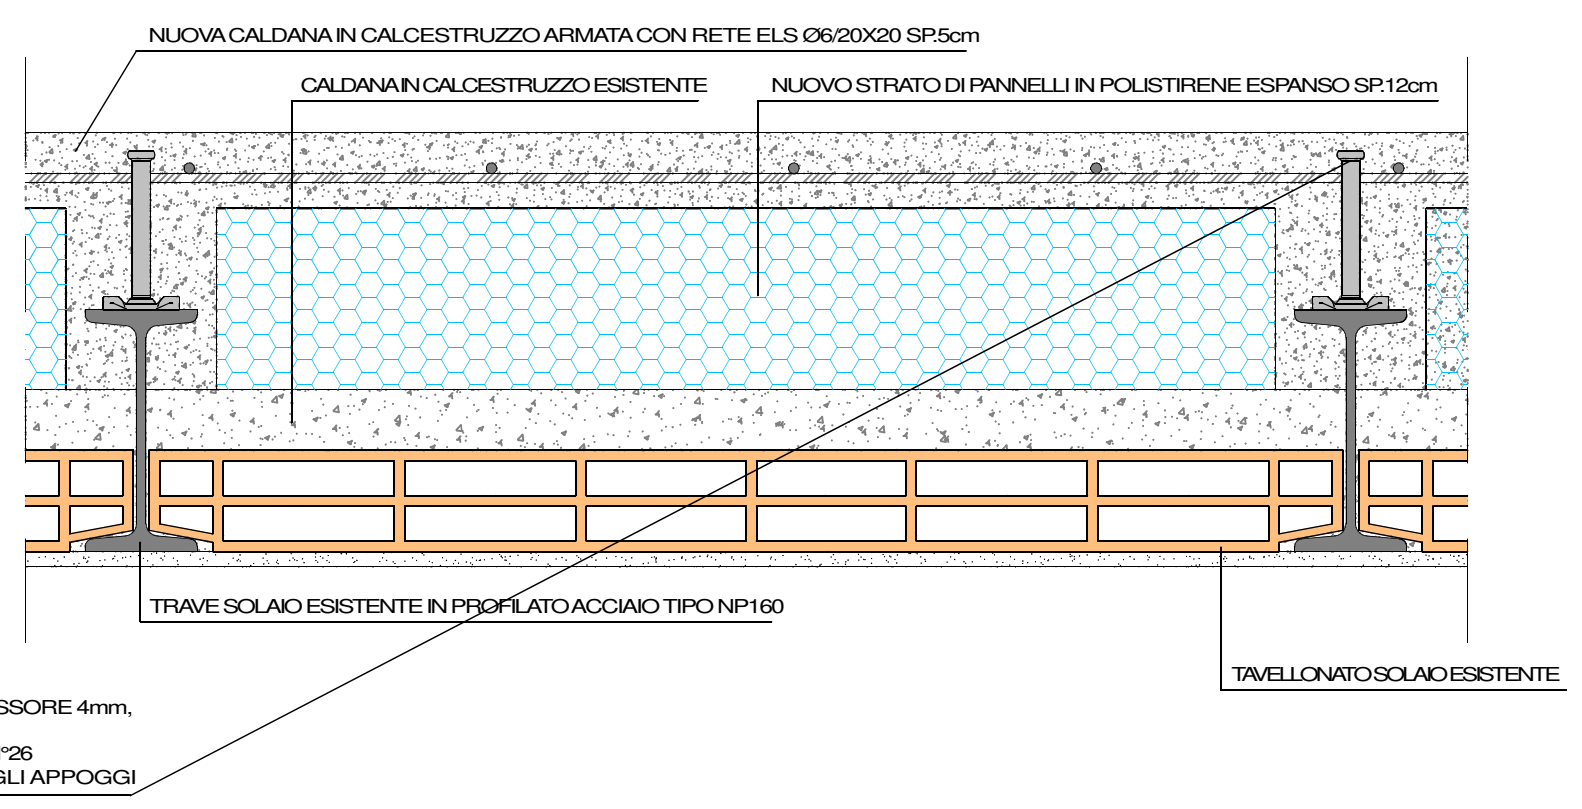 NUOVA CALDANA IN CALCESTRUZZO ARMATA CON RETE ELS Ø6/20X20 SP.5cm
CALDANA IN CALCESTRUZZO ESISTENTE
NUOVO STRATO DI PANNELLI IN POLISTIRENE ESPANSO SP.12cm
TRAVE SOLAIO ESISTENTE IN PROFILATO ACCIAIO TIPO NP160
TAVELLONATO SOLAIO ESISTENTE
SSORE 4mm,
°26
GLI APPOGGI